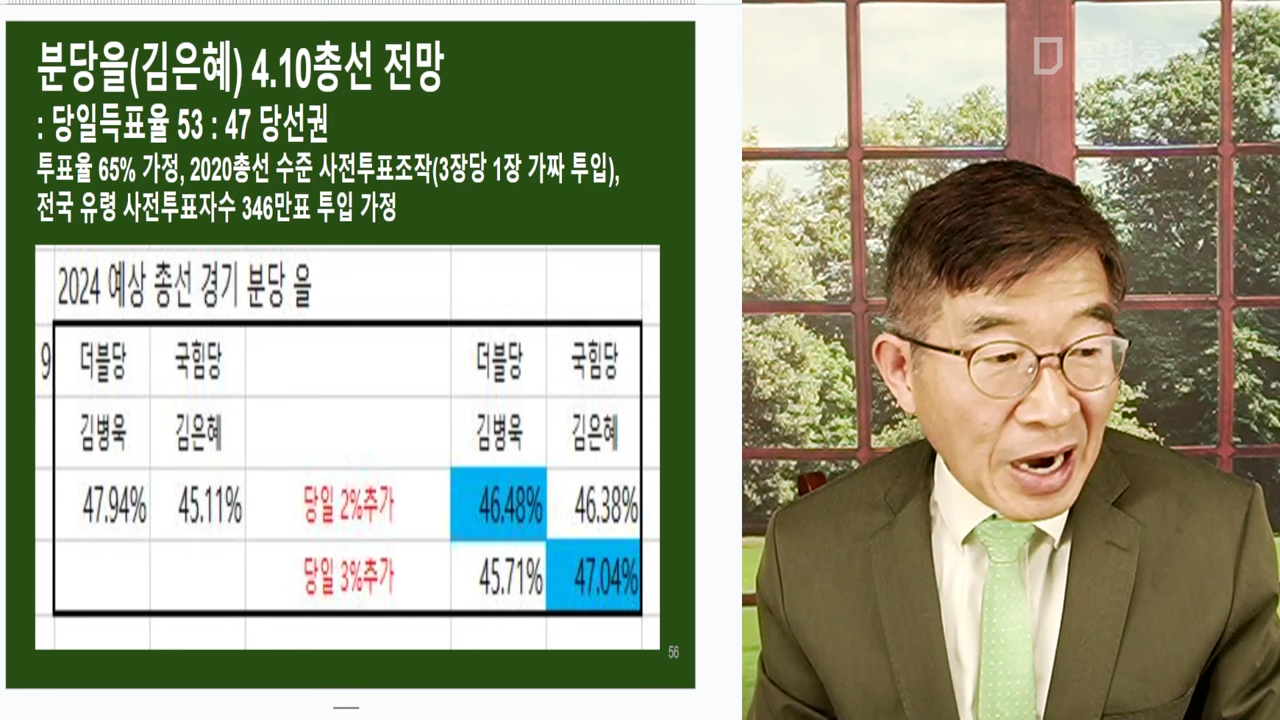 분당을(김은혜) 4.10총선 전망
: 당일득표율 53 : 47 당선권
투표율 65% 가정, 2020총선 수준 사전투표조작(3장당 1장 가짜 투입),
전국 유령 사전투표자수 346만표 투입 가정
2024 예상 총선 경기 분당 을
9 더블당 국힘당 더블당 국힘당
김병욱 김은혜 김병욱 김은혜
47.94% 45.11% 당일 2%추가 46.48% 46.38%
당일 3%추가 45.71% 47.04%
56
공병호TV